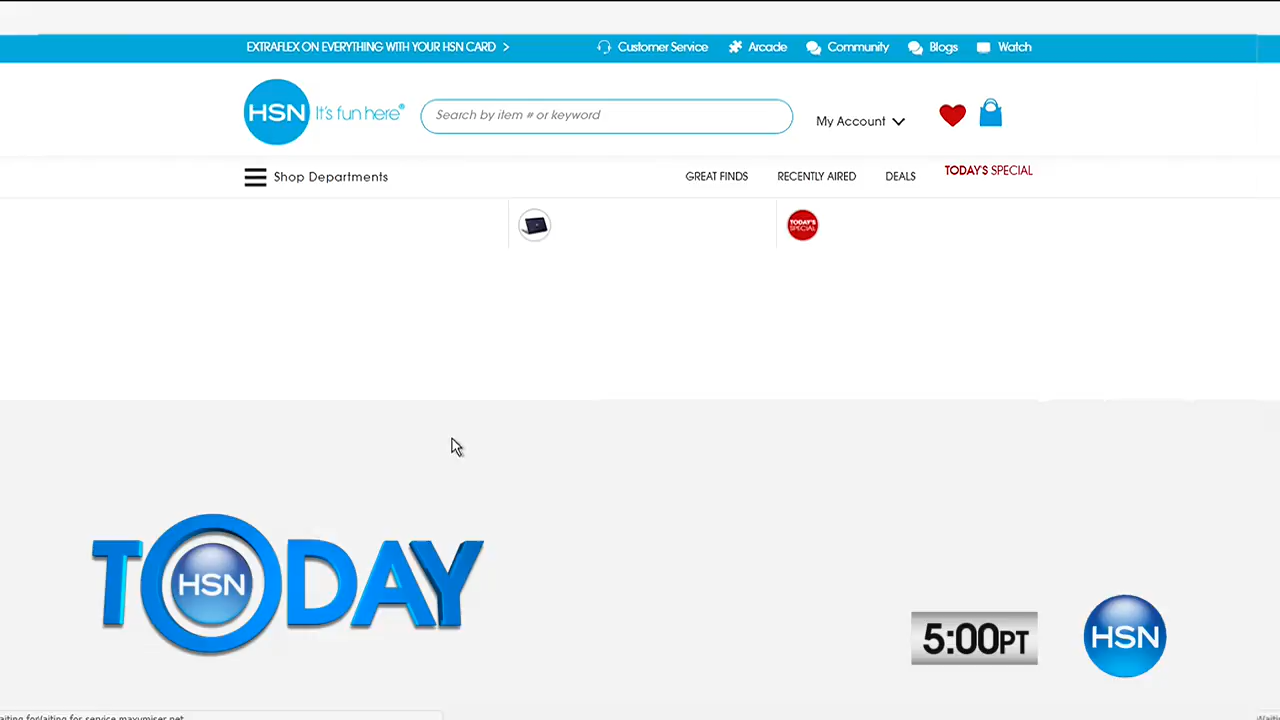 EXTRAFLEX ON EVERYTHING WITH YOUR HSN CARD >
Customer Service
Arcade
Community
Blogs
Watch
HSN It's fun here®
Search by item # or keyword
My Account
Shop Departments
GREAT FINDS
RECENTLY AIRED
DEALS
TODAY'S SPECIAL
TODAY'S
SPECIAL
TODAY
HSN
5:00PT
HSN